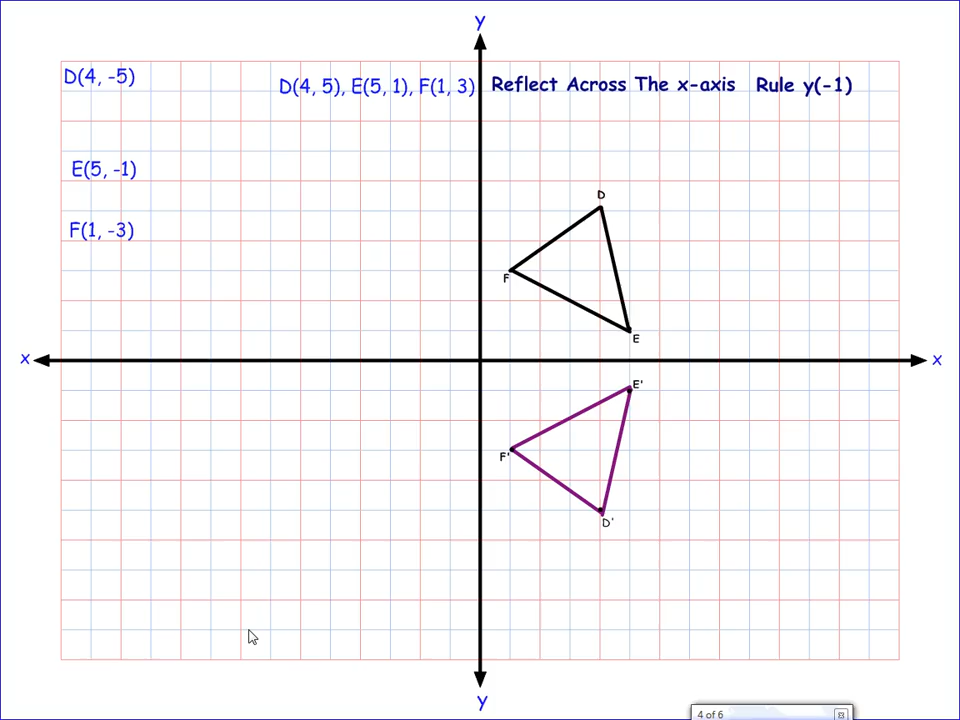 y
D(4, -5)
D(4, 5), E(5, 1), F(1, 3) Reflect Across The x-axis Rule y(-1)
E(5, -1)
D
F(1, -3)
F
E
x x
E'
F'
D'
y
4 of 6